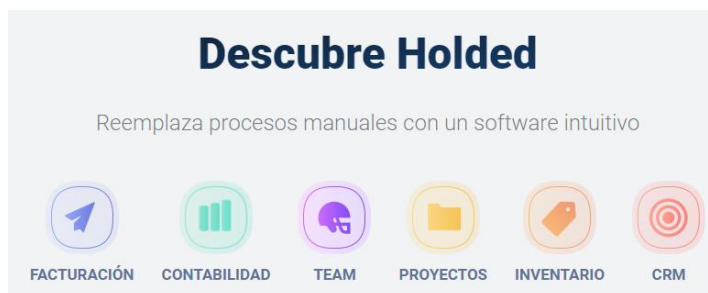 Descubre Holded
Reemplaza procesos manuales con un software intuitivo
FACTURACIÓN CONTABILIDAD TEAM PROYECTOS INVENTARIO CRM